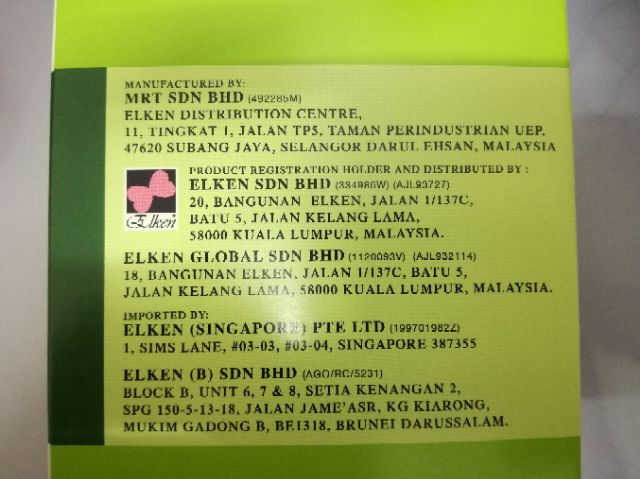 MANUFACTURED BY:
MRT SDN BHD (492285M)
ELKEN DISTRIBUTION CENTRE,
11, TINGKAT 1, JALAN TP5, TAMAN PERINDUSTRIAN UEP,
47620 SUBANG JAYA, SELANGOR DARUL EHSAN, MALAYSIA
PRODUCT REGISTRATION HOLDER AND DISTRIBUTED BY :
ELKEN SDN BHD (334986W) (AJL93727)
20, BANGUNAN ELKEN, JALAN 1/137C,
BATU 5, JALAN KELANG LAMA,
58000 KUALA LUMPUR, MALAYSIA.
Elken
ELKEN GLOBAL SDN BHD (1120093V) (AJL932114)
18, BANGUNAN ELKEN, JALAN 1/137C, BATU 5,
JALAN KELANG LAMA, 58000 KUALA LUMPUR, MALAYSIA.
IMPORTED BY:
ELKEN (SINGAPORE) PTE LTD (199701982Z)
1, SIMS LANE, #03-03, #03-04, SINGAPORE 387355
ELKEN (B) SDN BHD (AGO/RC/5231)
BLOCK B, UNIT 6, 7 & 8, SETIA KENANGAN 2,
SPG 150-5-13-18, JALAN JAME'ASR, KG KIARONG,
MUKIM GADONG B, BE1318, BRUNEI DARUSSALAM.